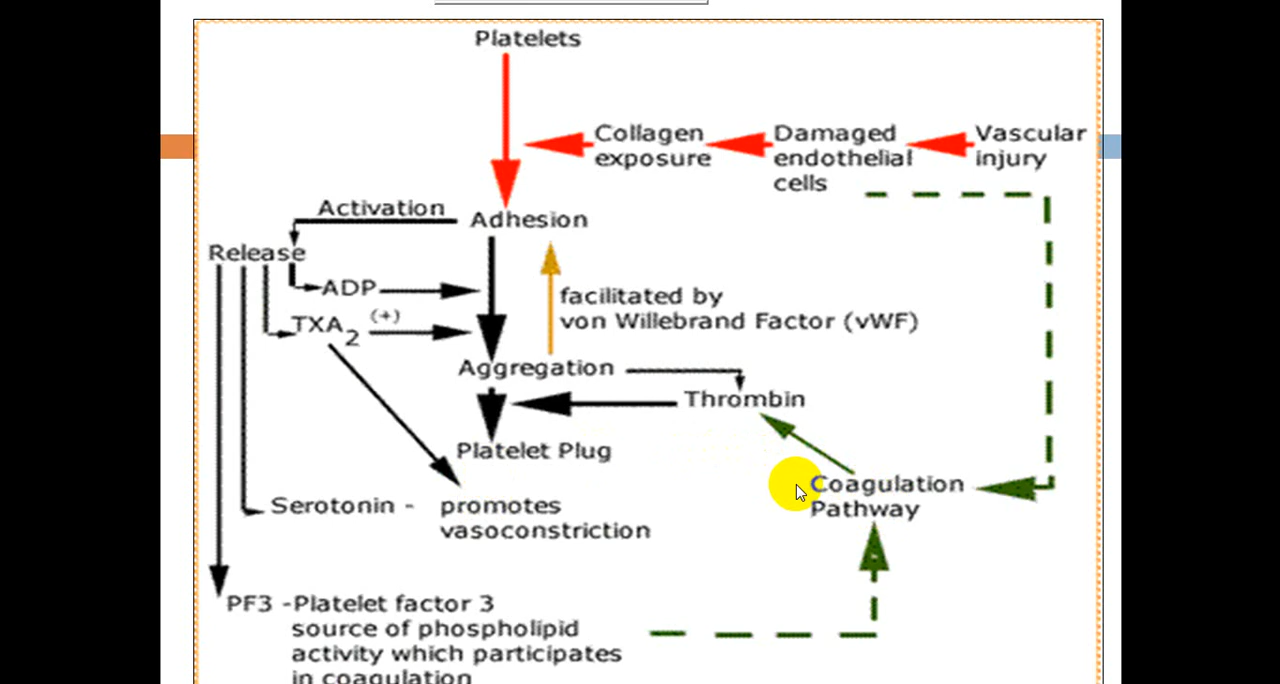 Platelets
Collagen
exposure
Damaged
endothelial
cells
Vascular
injury
Activation
Adhesion
Release
ADP
facilitated by
von Willebrand Factor (vWF)
TXA2 (+)
Aggregation
Thrombin
Platelet Plug
Coagulation
Pathway
Serotonin - promotes
vasoconstriction
PF3 -Platelet factor 3
source of phospholipid
activity which participates
in coagulation